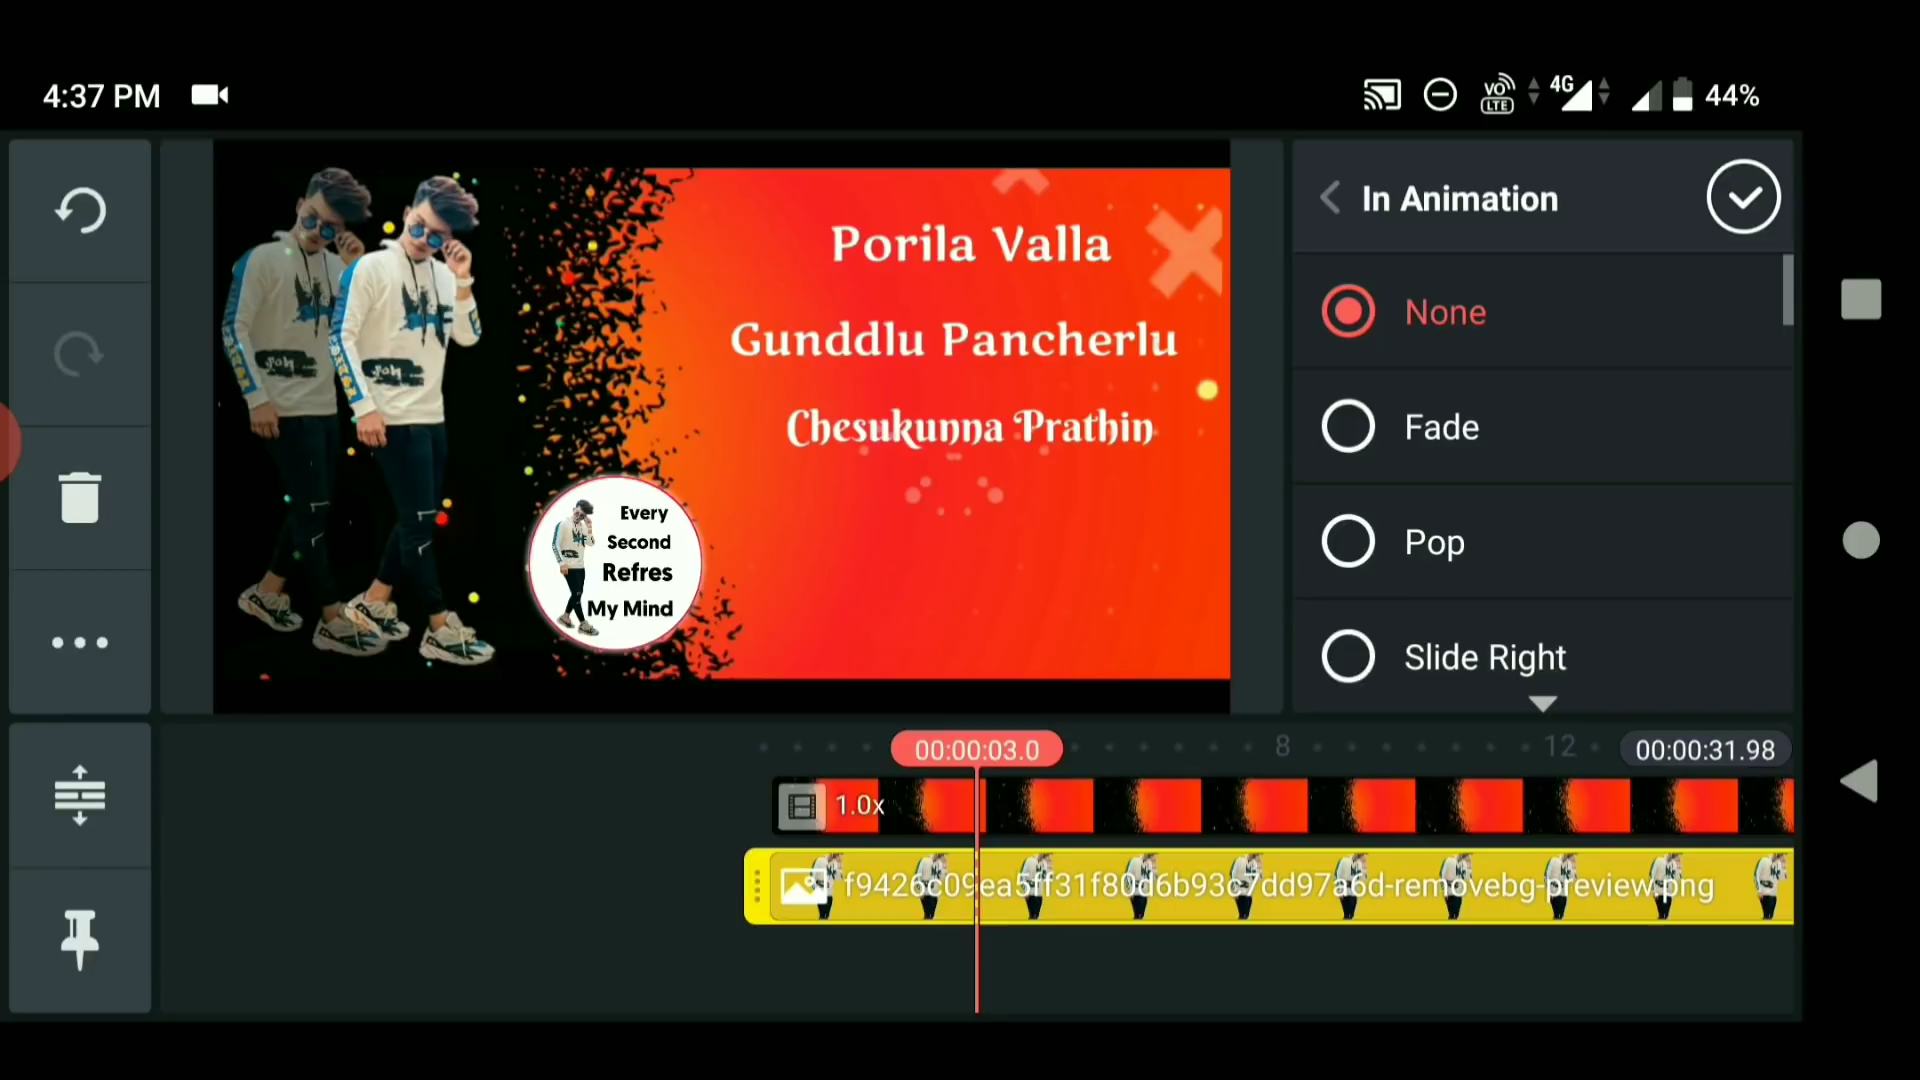 4:37 PM
VO LTE 4G 44%
In Animation
None
Fade
Pop
Slide Right
Porila Valla
Gunddlu Pancherlu
Chesukunna Prathin
Every
Second
Refres
My Mind
00:00:03.0
8
12
00:00:31.98
1.0x
f9426c09ea5ff31f80d6b93c7dd97a6d-removebg-preview.png